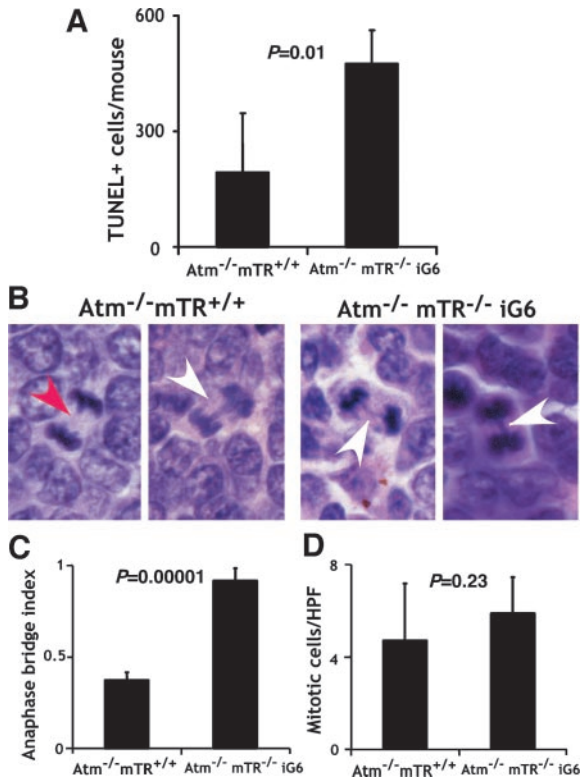 A
600
300
0
TUNEL+ cells/mouse
P=0.01
Atm-/-mTR+/+
Atm-/- mTR-/- iG6
B
Atm-/-mTR+/+
Atm-/- mTR-/- iG6
C
1
0.5
0
Anaphase bridge index
P=0.00001
Atm-/-mTR+/+
Atm-/- mTR-/- iG6
D
8
4
0
Mitotic cells/HPF
P=0.23
Atm-/-mTR+/+
Atm-/- mTR-/- iG6